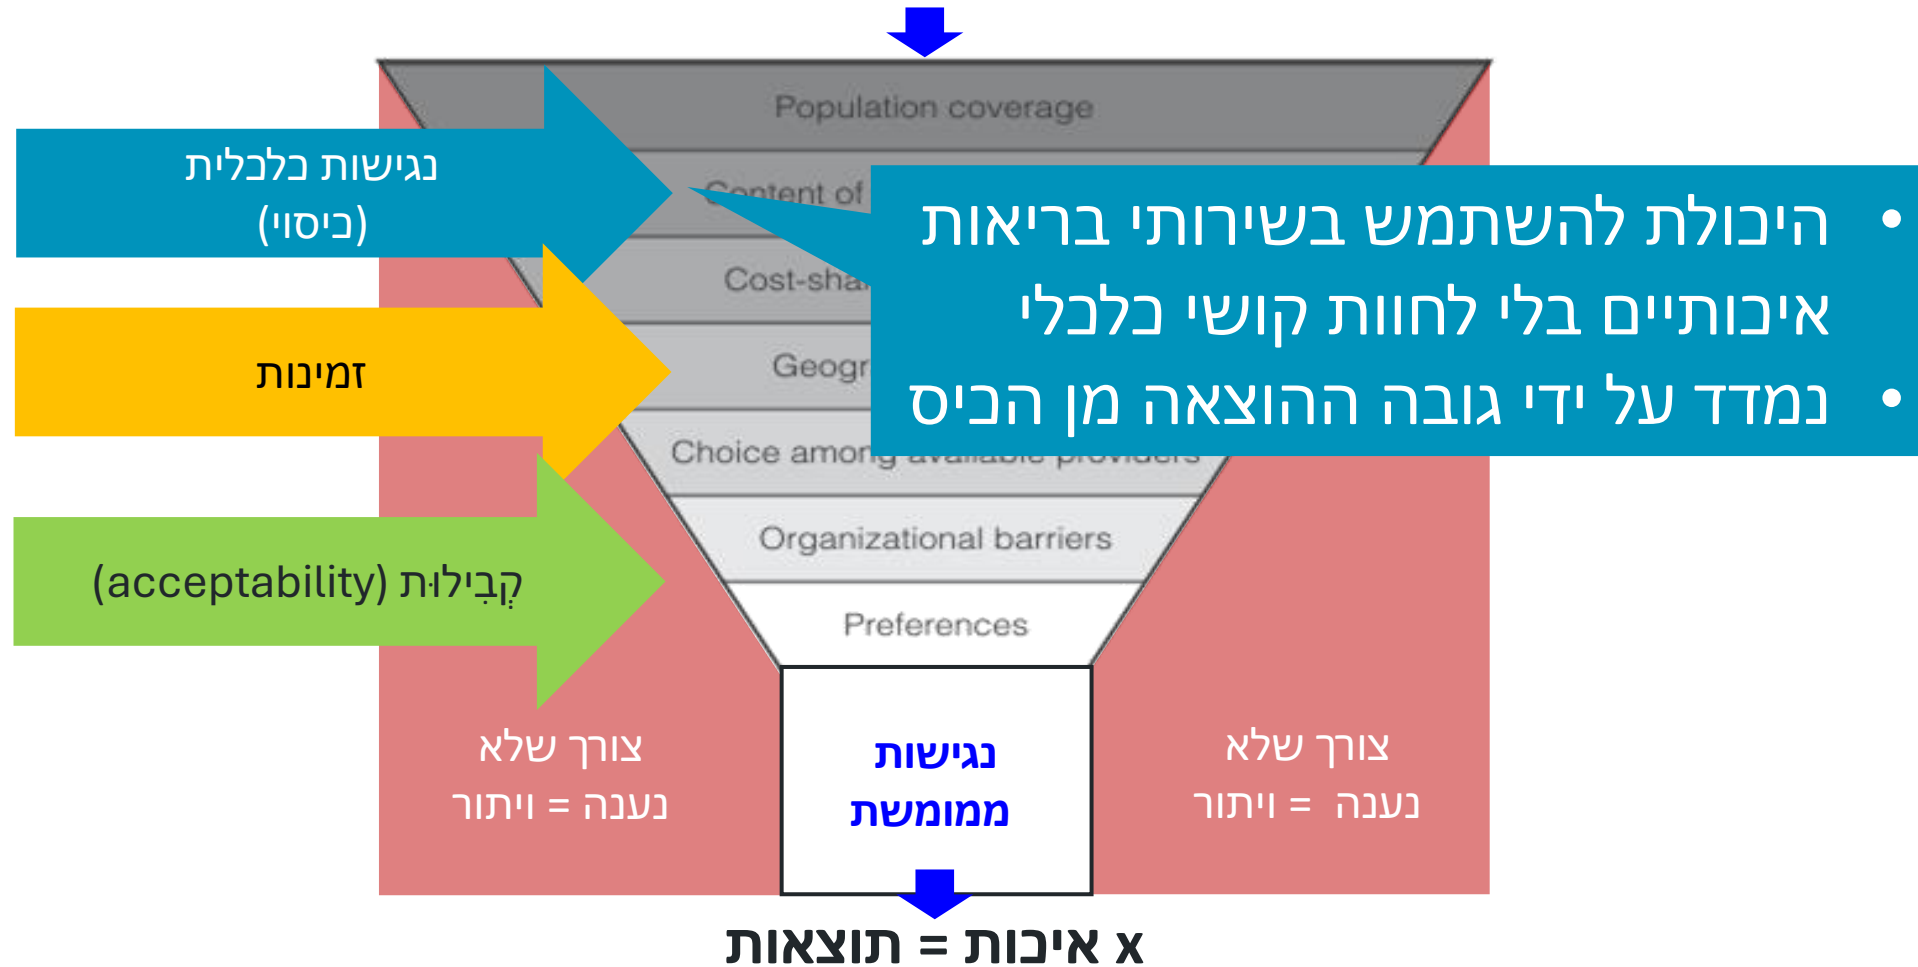 Population coverage
נגישות כלכלית
(כיסוי)
Content of
• היכולת להשתמש בשירותי בריאות
איכותיים בלי לחוות קושי כלכלי
• נמדד על ידי גובה ההוצאה מן הכיס
Cost-sha
זמינות
Geogr
Choice among available providers
Organizational barriers
קְבִילוּת (acceptability)
Preferences
צורך שלא
נענה = ויתור
נגישות
ממומשת
צורך שלא
נענה = ויתור
x איכות = תוצאות